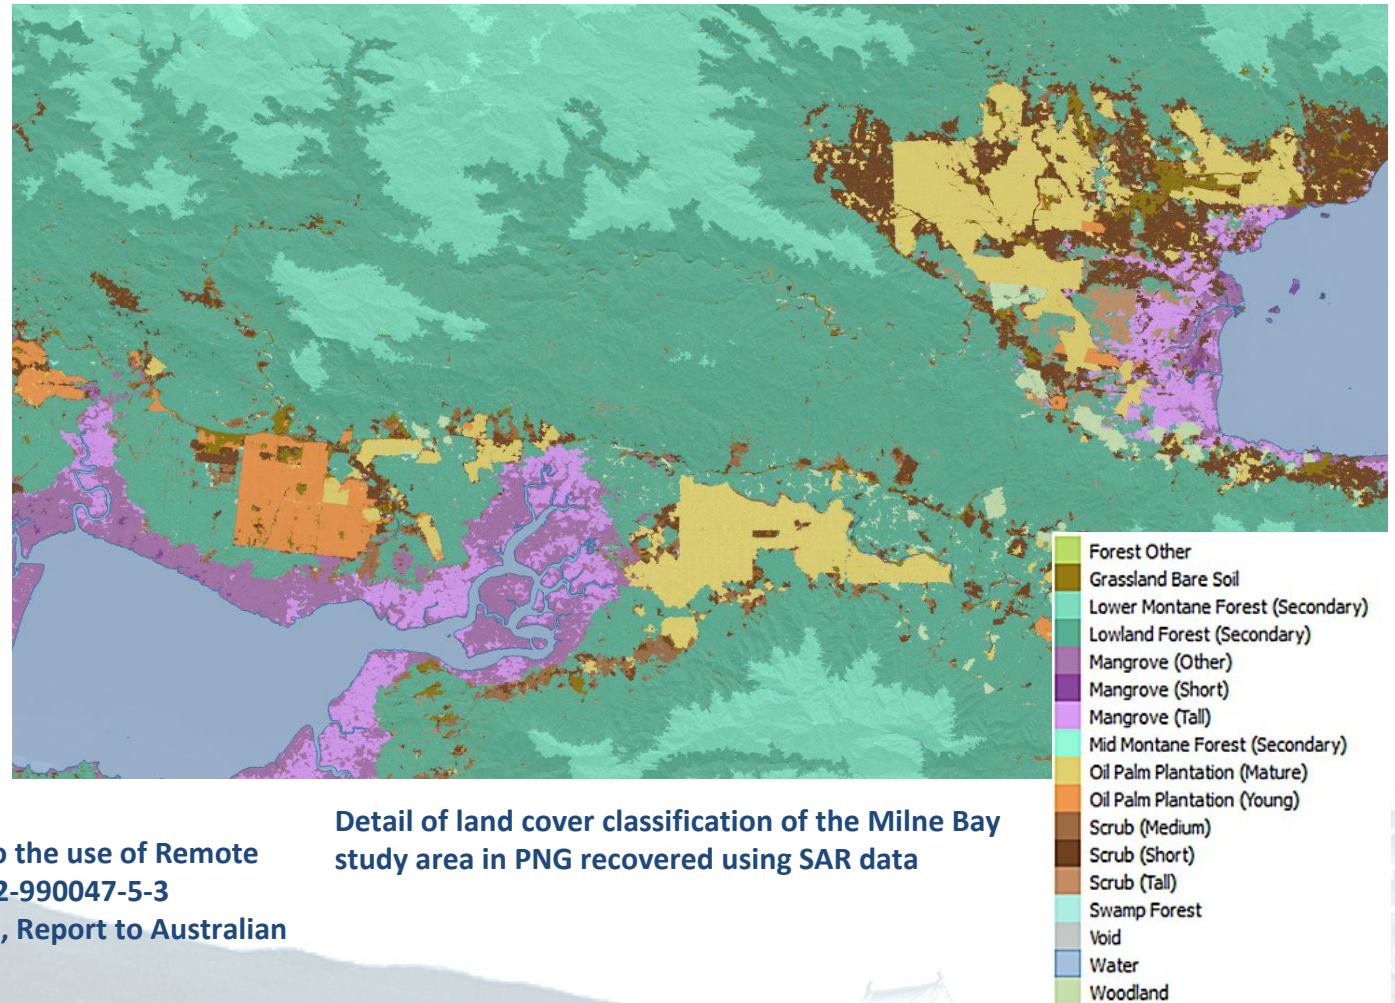 Forest Other
Grassland Bare Soil
Lower Montane Forest (Secondary)
Lowland Forest (Secondary)
Mangrove (Other)
Mangrove (Short)
Mangrove (Tall)
Mid Montane Forest (Secondary)
Oil Palm Plantation (Mature)
Oil Palm Plantation (Young)
Scrub (Medium)
Scrub (Short)
Scrub (Tall)
Swamp Forest
Void
Water
Woodland
Detail of land cover classification of the Milne Bay
study area in PNG recovered using SAR data
the use of Remote
2-990047-5-3
, Report to Australian